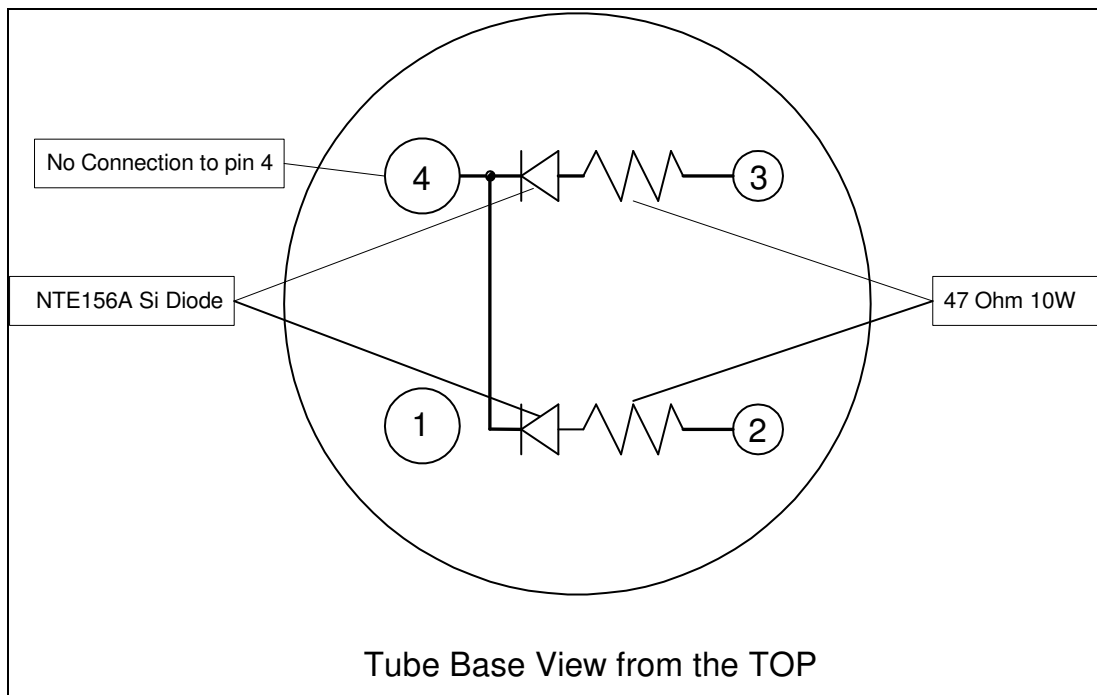 No Connection to pin 4
4
3
NTE156A Si Diode
47 Ohm 10W
1
2
Tube Base View from the TOP